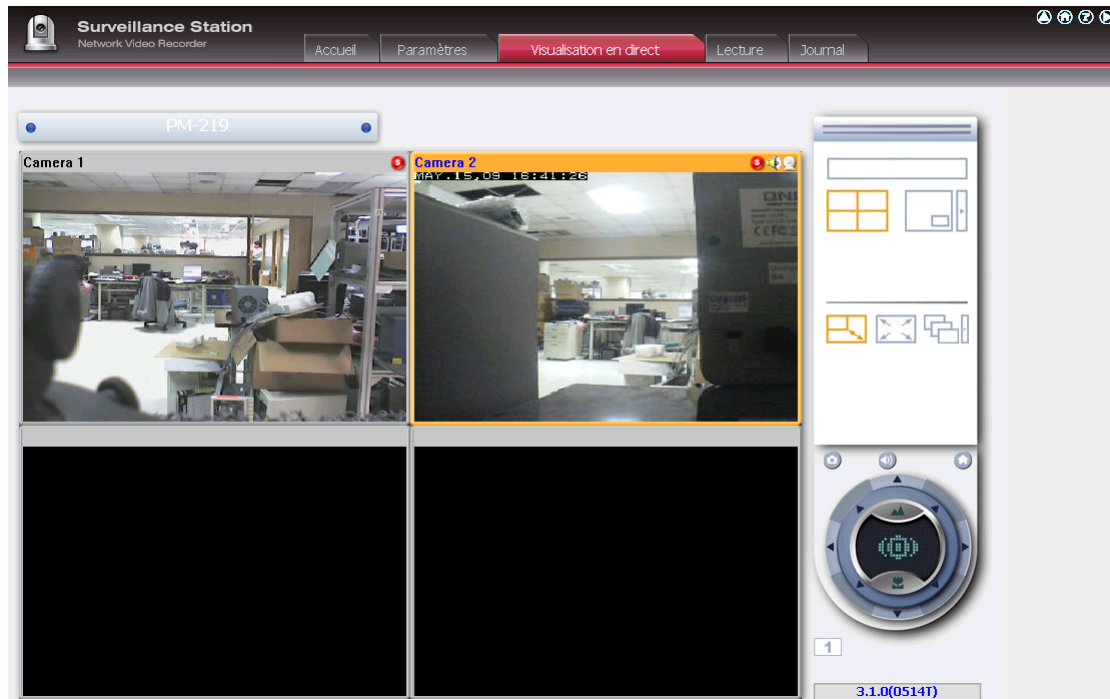 Surveillance Station
Network Video Recorder
Accueil
Paramètres
Visualisation en direct
Lecture
Journal
PM-219
Camera 1
S
Camera 2
S
MAY.15,09 16:41:26
1
3.1.0(0514T)